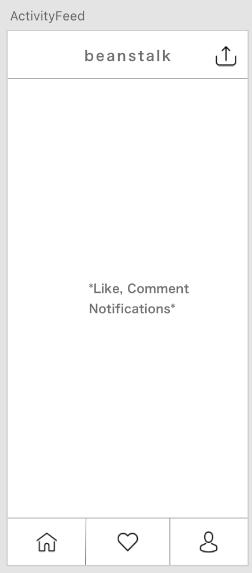 ActivityFeed
beanstalk
*Like, Comment
Notifications*